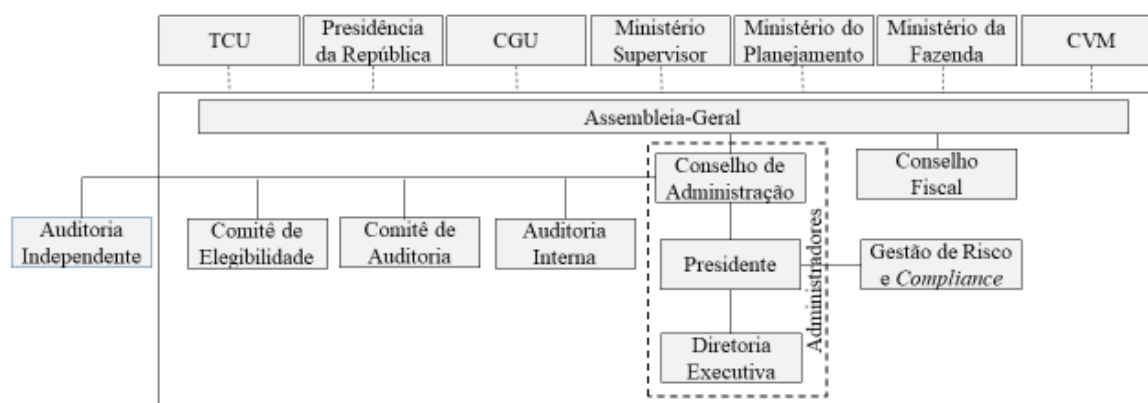 TCU
Presidência
da República
CGU
Ministério
Supervisor
Ministério do
Planejamento
Ministério da
Fazenda
CVM
Assembleia-Geral
Conselho de
Administração
Conselho
Fiscal
Auditoria
Independente
Comitê de
Elegibilidade
Comitê de
Auditoria
Auditoria
Interna
Presidente
Administradores
Gestão de Risco
e Compliance
Diretoria
Executiva